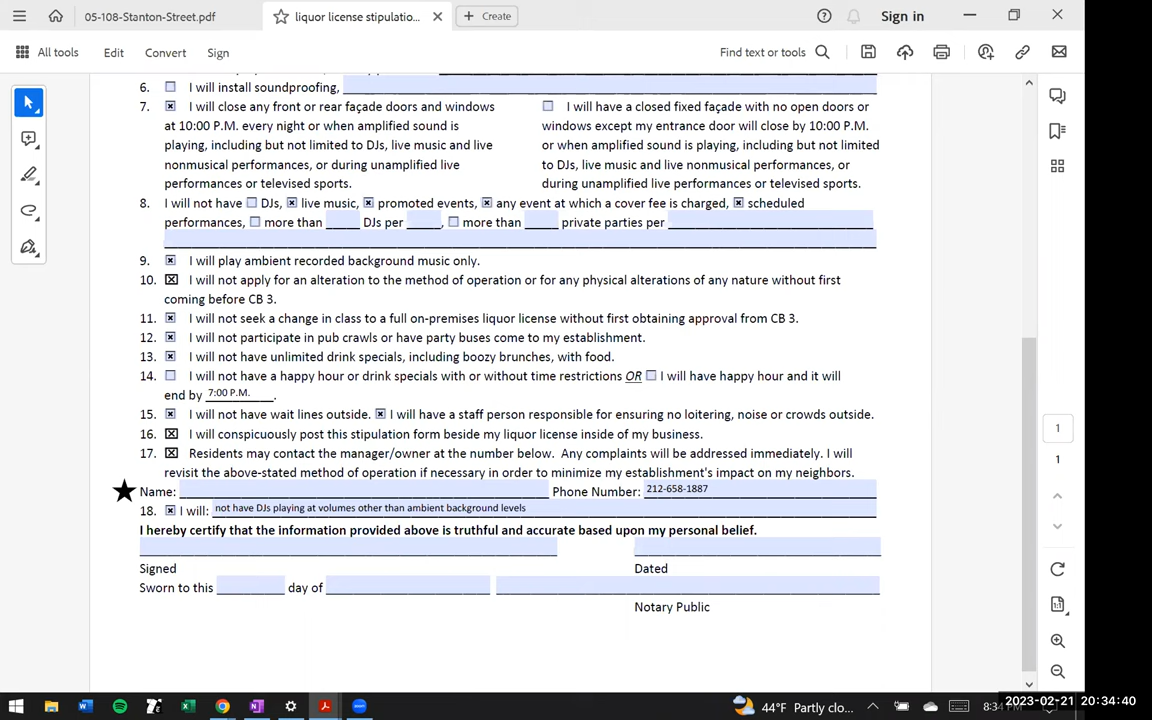 05-108-Stanton-Street.pdf
liquor license stipulatio...
Create
Sign in
All tools
Edit
Convert
Sign
Find text or tools
6. I will install soundproofing,
7. I will close any front or rear façade doors and windows
at 10:00 P.M. every night or when amplified sound is
playing, including but not limited to DJs, live music and live
nonmusical performances, or during unamplified live
performances or televised sports.
I will have a closed fixed façade with no open doors or
windows except my entrance door will close by 10:00 P.M.
or when amplified sound is playing, including but not limited
to DJs, live music and live nonmusical performances, or
during unamplified live performances or televised sports.
8. I will not have DJs, live music, promoted events, any event at which a cover fee is charged, scheduled
performances, more than _____ DJs per _____, more than _____ private parties per
9. I will play ambient recorded background music only.
10. I will not apply for an alteration to the method of operation or for any physical alterations of any nature without first
coming before CB 3.
11. I will not seek a change in class to a full on-premises liquor license without first obtaining approval from CB 3.
12. I will not participate in pub crawls or have party buses come to my establishment.
13. I will not have unlimited drink specials, including boozy brunches, with food.
14. I will not have a happy hour or drink specials with or without time restrictions OR I will have happy hour and it will
end by 7:00 P.M.
15. I will not have wait lines outside. I will have a staff person responsible for ensuring no loitering, noise or crowds outside.
16. I will conspicuously post this stipulation form beside my liquor license inside of my business.
17. Residents may contact the manager/owner at the number below. Any complaints will be addressed immediately. I will
revisit the above-stated method of operation if necessary in order to minimize my establishment's impact on my neighbors.
Name: Phone Number: 212-658-1887
18. I will: not have DJs playing at volumes other than ambient background levels
I hereby certify that the information provided above is truthful and accurate based upon my personal belief.
Signed Dated
Sworn to this _____ day of
Notary Public
1
1
44°F Partly clo...
8:34
2023-02-21 20:34:40